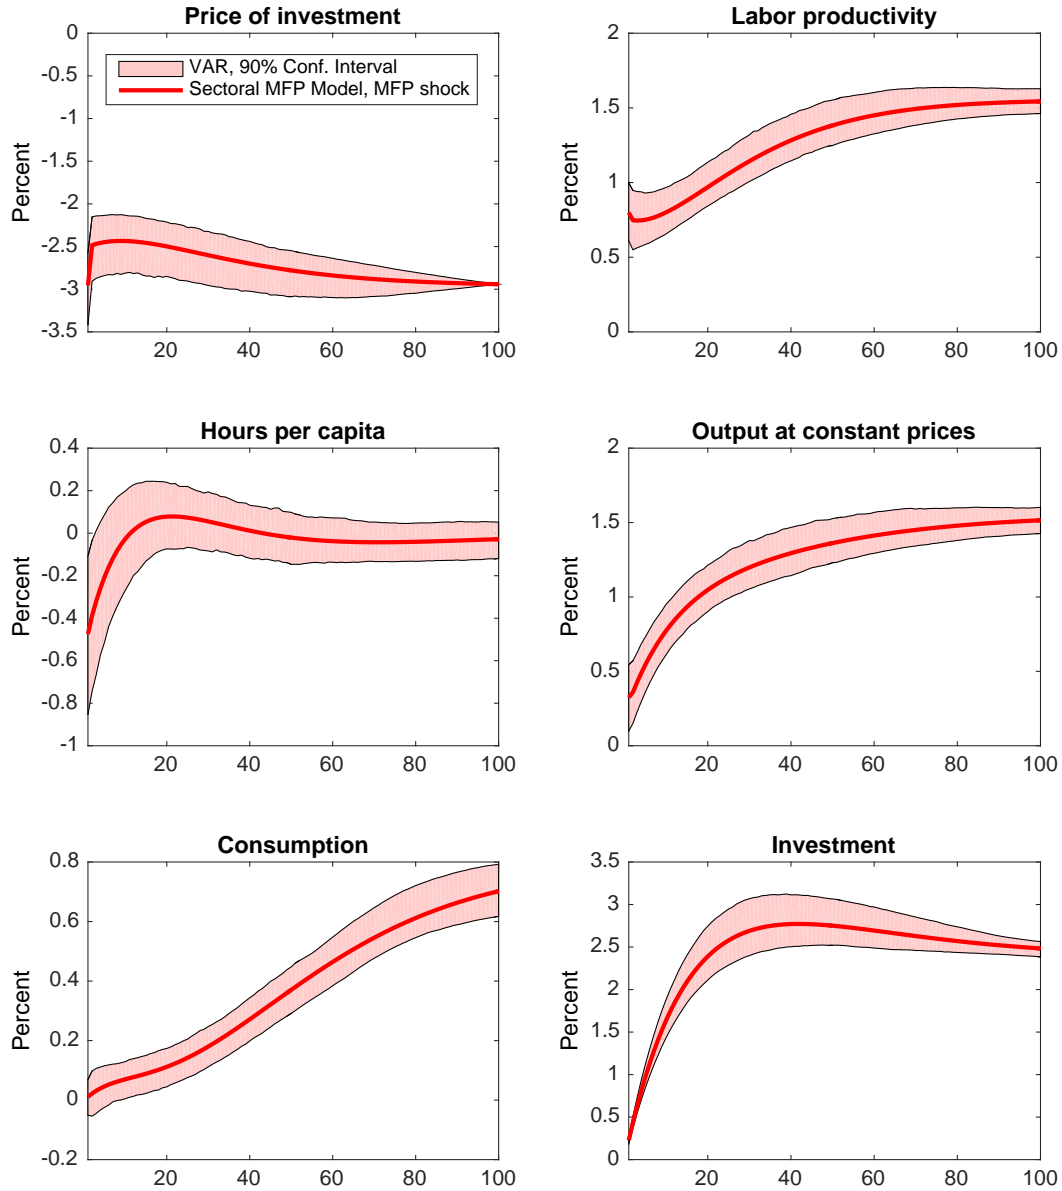 Price of investment
Percent
0
-0.5
-1
-1.5
-2
-2.5
-3
-3.5
VAR, 90% Conf. Interval
Sectoral MFP Model, MFP shock
20 40 60 80 100
Labor productivity
Percent
2
1.5
1
0.5
0
20 40 60 80 100
Hours per capita
Percent
0.4
0.2
0
-0.2
-0.4
-0.6
-0.8
-1
20 40 60 80 100
Output at constant prices
Percent
2
1.5
1
0.5
0
20 40 60 80 100
Consumption
Percent
0.8
0.6
0.4
0.2
0
-0.2
20 40 60 80 100
Investment
Percent
3.5
3
2.5
2
1.5
1
0.5
0
20 40 60 80 100